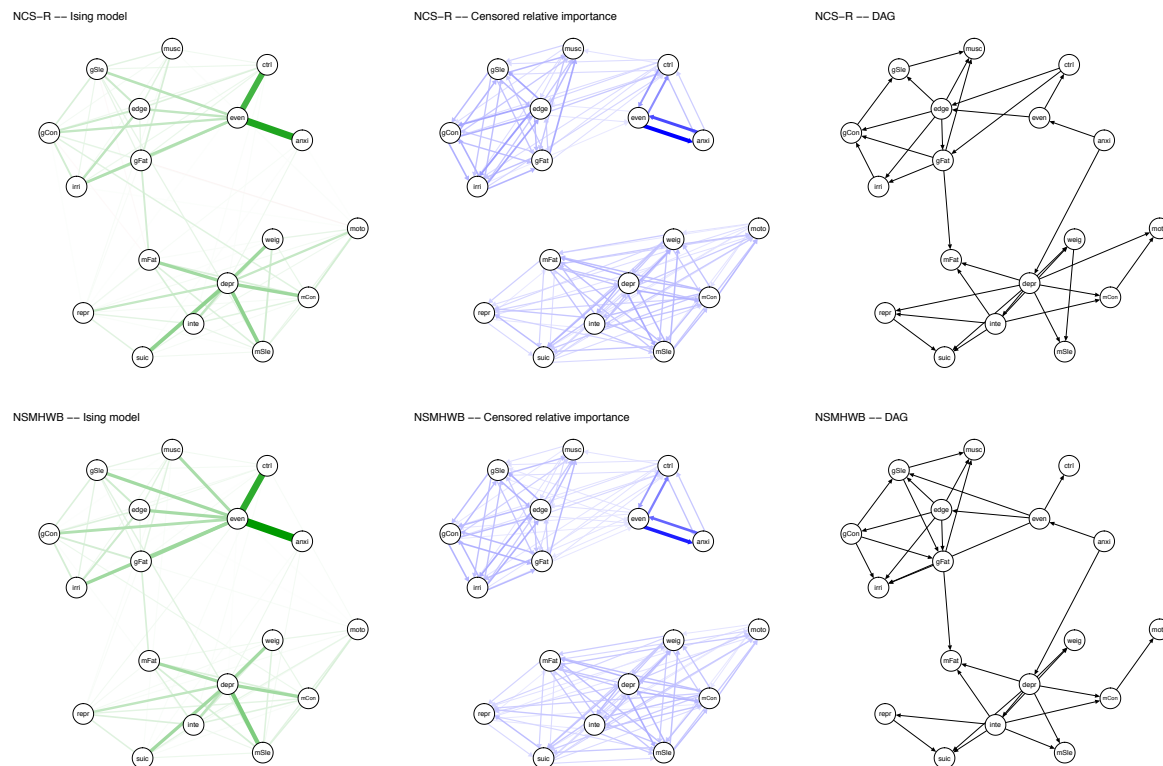 NCS−R −− Ising model
NCS−R −− Censored relative importance
NCS−R −− DAG
musc
gSle
ctrl
edge
even
gCon
anxi
gFat
irri
moto
weig
mFat
depr
mCon
repr
inte
suic
mSle
musc
gSle
ctrl
edge
even
gCon
anxi
gFat
irri
moto
weig
mFat
depr
mCon
repr
inte
suic
mSle
musc
gSle
ctrl
edge
even
gCon
anxi
gFat
irri
mot
weig
mFat
depr
mCon
repr
inte
suic
mSle
NSMHWB −− Ising model
NSMHWB −− Censored relative importance
NSMHWB −− DAG
musc
gSle
ctrl
edge
even
gCon
anxi
gFat
irri
moto
weig
mFat
depr
mCon
repr
inte
suic
mSle
musc
gSle
ctrl
edge
even
gCon
anxi
gFat
irri
moto
weig
mFat
depr
mCon
repr
inte
suic
mSle
musc
gSle
ctrl
edge
even
gCon
anxi
gFat
irri
mot
weig
mFat
depr
mCon
repr
inte
suic
mSle